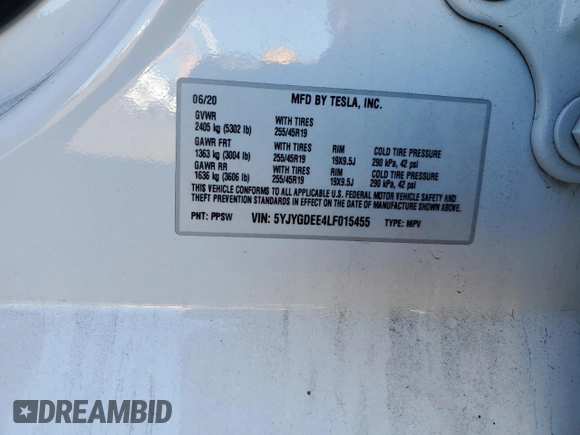 06/20 MFD BY TESLA, INC.
GVWR WITH TIRES
2405 kg (5302 lb) 255/45R19
GAWR FRT WITH TIRES RIM COLD TIRE PRESSURE
1363 kg (3004 lb) 255/45R19 19X9.5J 290 kPa, 42 psi
GAWR RR WITH TIRES RIM COLD TIRE PRESSURE
1636 kg (3606 lb) 255/45R19 19X9.5J 290 kPa, 42 psi
THIS VEHICLE CONFORMS TO ALL APPLICABLE U.S. FEDERAL MOTOR VEHICLE SAFETY AND
THEFT PREVENTION STANDARDS IN EFFECT ON THE DATE OF MANUFACTURE SHOWN ABOVE.
PNT: PPSW VIN: 5YJYGDEE4LF015455 TYPE: MPV
DREAMBID